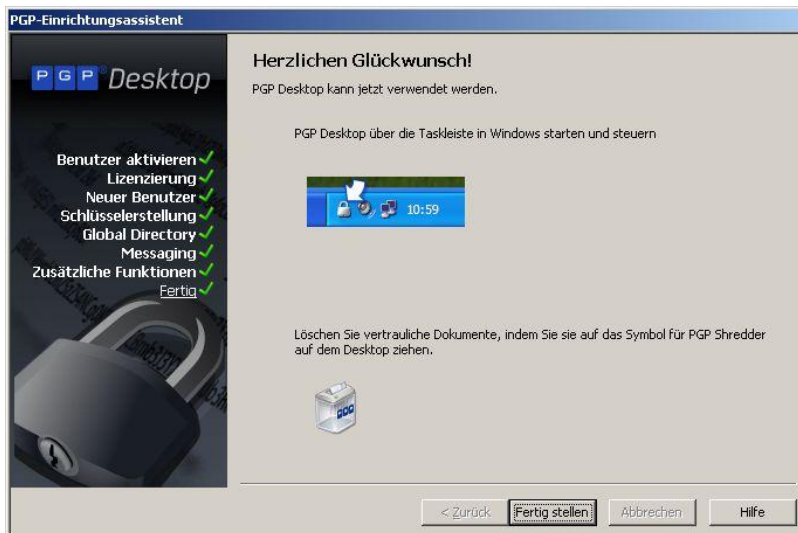 PGP-Einrichtungsassistent
PGP Desktop
Benutzer aktivieren
Lizenzierung
Neuer Benutzer
Schlüsselerstellung
Global Directory
Messaging
Zusätzliche Funktionen
Fertig
Herzlichen Glückwunsch!
PGP Desktop kann jetzt verwendet werden.
PGP Desktop über die Taskleiste in Windows starten und steuern
10:59
Löschen Sie vertrauliche Dokumente, indem Sie sie auf das Symbol für PGP Shredder
auf dem Desktop ziehen.
PGP
< Zurück
Fertig stellen
Abbrechen
Hilfe